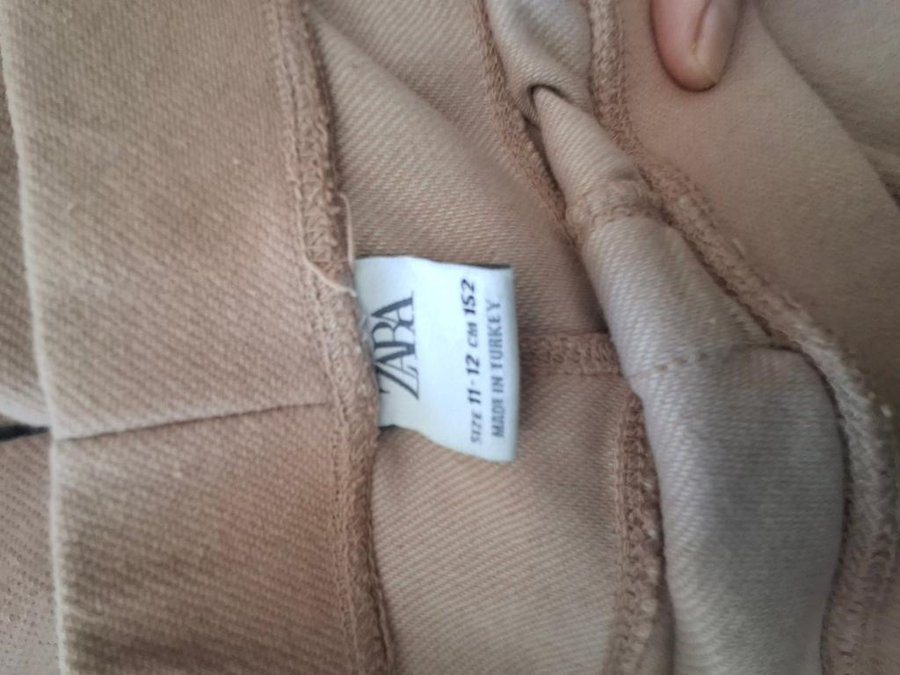 ZARA
SIZE 11-12 CM 152
MADE IN TURKEY